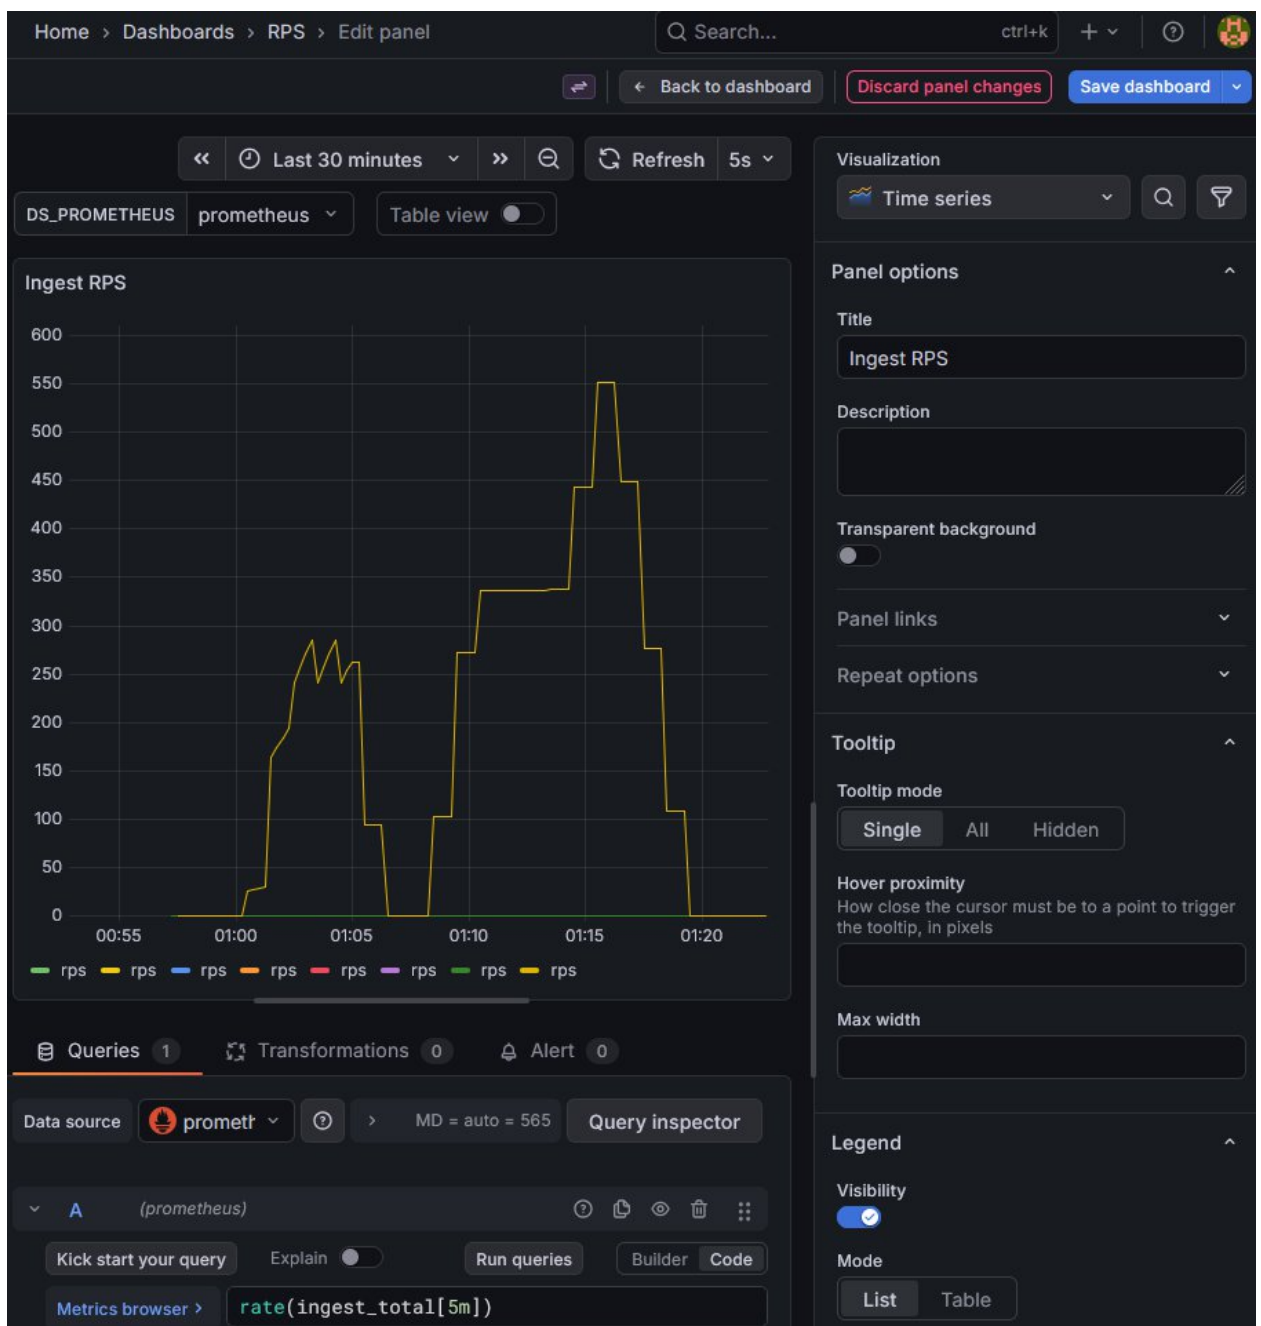 Home > Dashboards > RPS > Edit panel
Search...
ctrl+k
Back to dashboard
Discard panel changes
Save dashboard
Last 30 minutes
Refresh
5s
DS_PROMETHEUS
prometheus
Table view
Ingest RPS
600
550
500
450
400
350
300
250
200
150
100
50
0
00:55 01:00 01:05 01:10 01:15 01:20
rps rps rps rps rps rps rps rps
Queries 1
Transformations 0
Alert 0
Data source
prometh
MD = auto = 565
Query inspector
A
(prometheus)
Kick start your query
Explain
Run queries
Builder
Code
Metrics browser >
rate(ingest_total[5m])
Visualization
Time series
Panel options
Title
Ingest RPS
Description
Transparent background
Panel links
Repeat options
Tooltip
Tooltip mode
Single All Hidden
Hover proximity
How close the cursor must be to a point to trigger
the tooltip, in pixels
Max width
Legend
Visibility
Mode
List Table